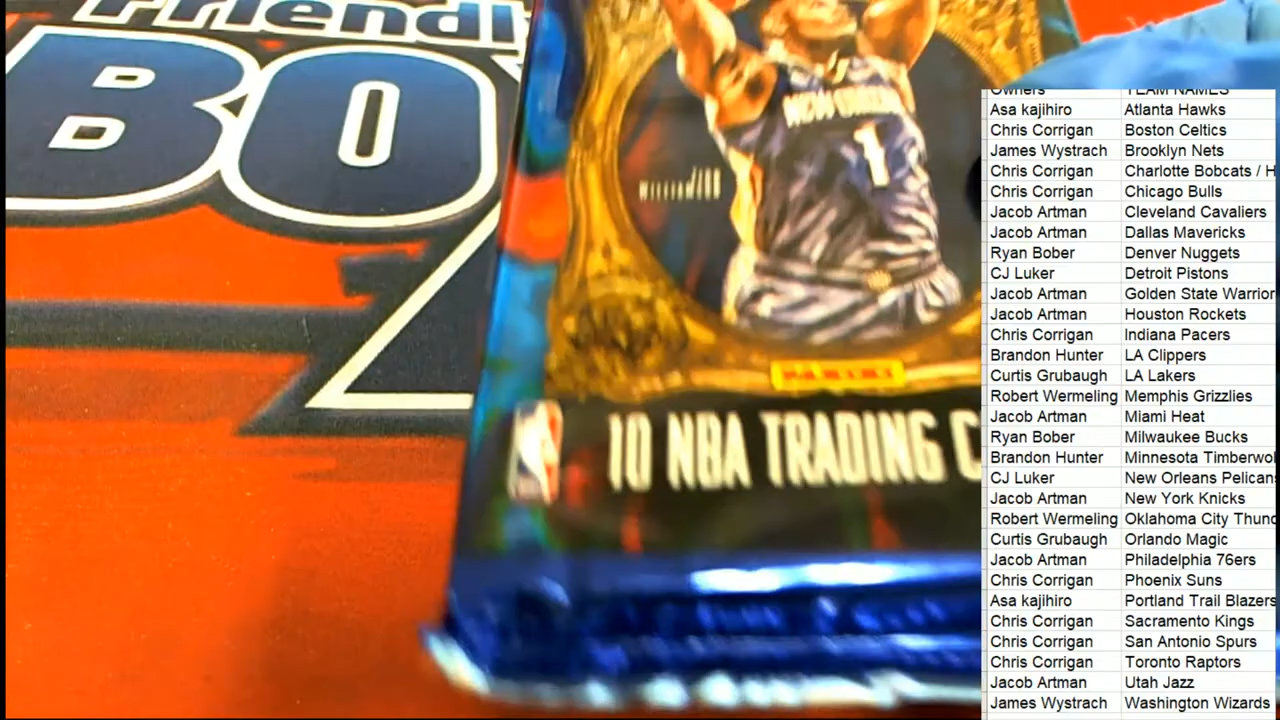 Friendl
BO
NEW ORLEANS
1
WILLIAMSON
PANINI
10 NBA TRADING C
Owners TEAM NAMES
Asa kajihiro Atlanta Hawks
Chris Corrigan Boston Celtics
James Wystrach Brooklyn Nets
Chris Corrigan Charlotte Bobcats / H
Chris Corrigan Chicago Bulls
Jacob Artman Cleveland Cavaliers
Jacob Artman Dallas Mavericks
Ryan Bober Denver Nuggets
CJ Luker Detroit Pistons
Jacob Artman Golden State Warrior
Jacob Artman Houston Rockets
Chris Corrigan Indiana Pacers
Brandon Hunter LA Clippers
Curtis Grubaugh LA Lakers
Robert Wermeling Memphis Grizzlies
Jacob Artman Miami Heat
Ryan Bober Milwaukee Bucks
Brandon Hunter Minnesota Timberwol
CJ Luker New Orleans Pelicans
Jacob Artman New York Knicks
Robert Wermeling Oklahoma City Thund
Curtis Grubaugh Orlando Magic
Jacob Artman Philadelphia 76ers
Chris Corrigan Phoenix Suns
Asa kajihiro Portland Trail Blazers
Chris Corrigan Sacramento Kings
Chris Corrigan San Antonio Spurs
Chris Corrigan Toronto Raptors
Jacob Artman Utah Jazz
James Wystrach Washington Wizards